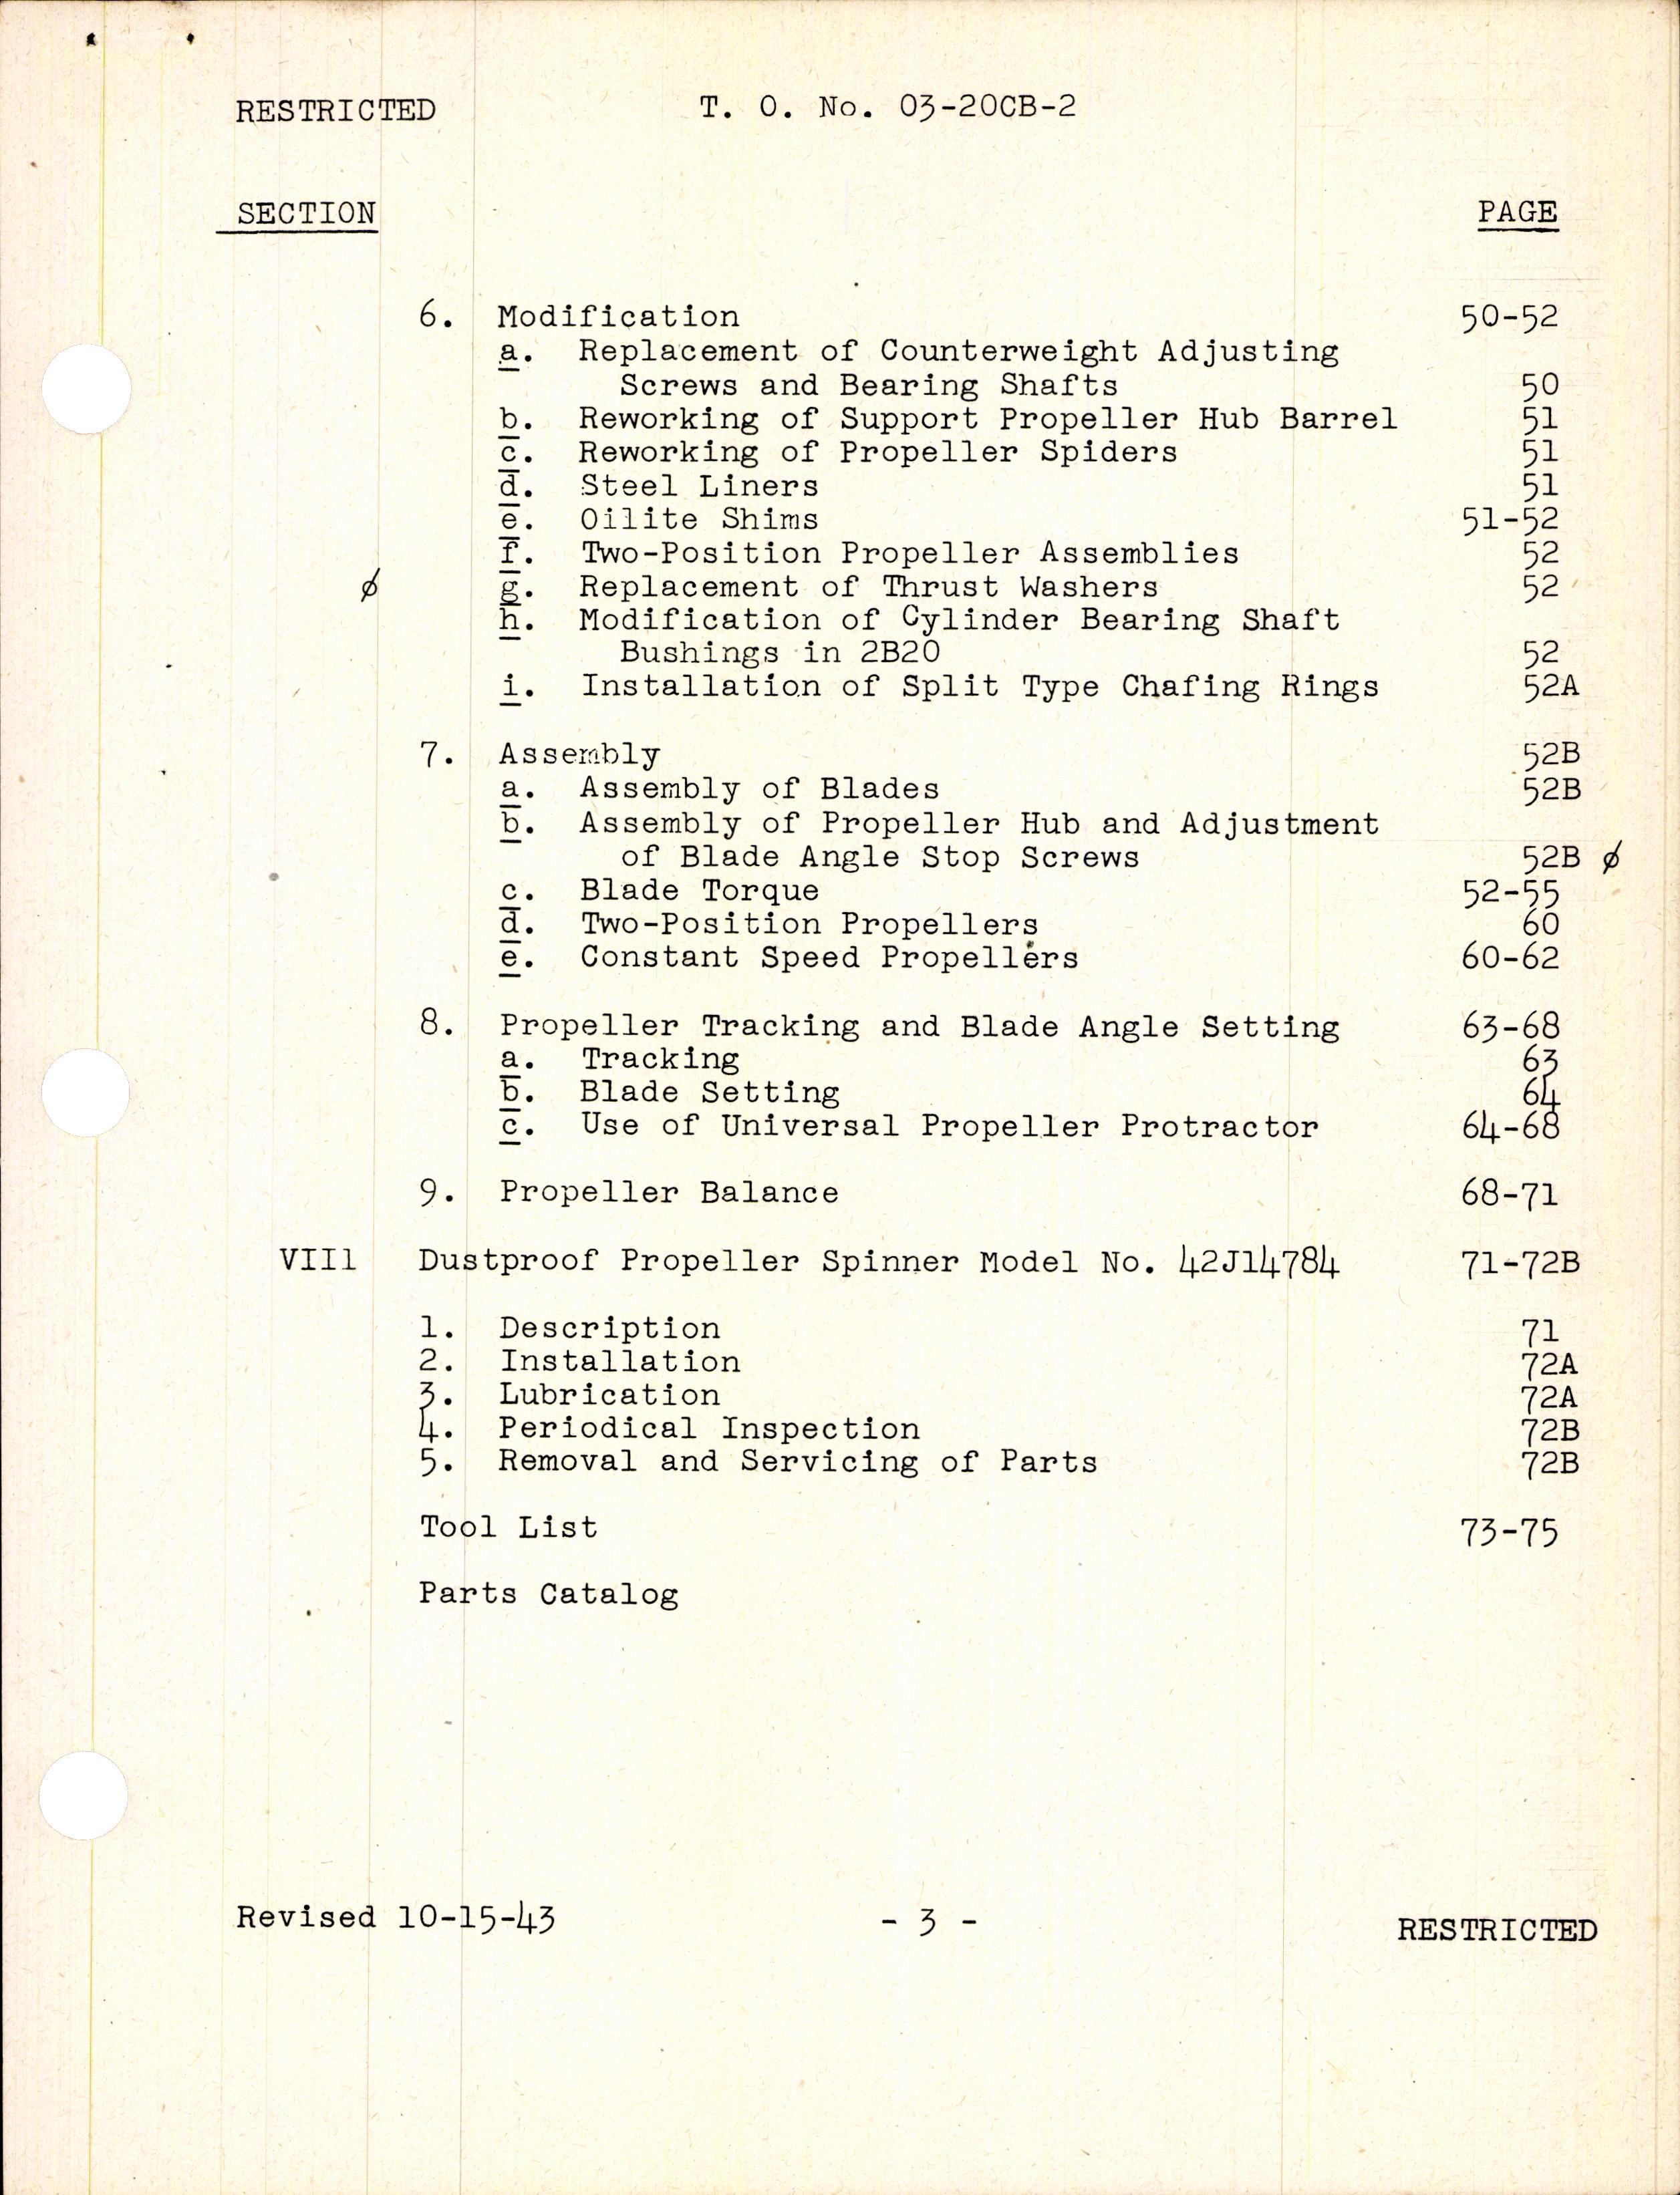 RESTRICTED T. O. No. 03-20CB-2
SECTION PAGE
6. Modification 50-52
a. Replacement of Counterweight Adjusting
Screws and Bearing Shafts 50
b. Reworking of Support Propeller Hub Barrel 51
c. Reworking of Propeller Spiders 51
d. Steel Liners 51
e. Oilite Shims 51-52
f. Two-Position Propeller Assemblies 52
∅ g. Replacement of Thrust Washers 52
h. Modification of Cylinder Bearing Shaft
Bushings in 2B20 52
i. Installation of Split Type Chafing Rings 52A
7. Assembly 52B
a. Assembly of Blades 52B
b. Assembly of Propeller Hub and Adjustment
of Blade Angle Stop Screws 52B ∅
c. Blade Torque 52-55
d. Two-Position Propellers 60
e. Constant Speed Propellers 60-62
8. Propeller Tracking and Blade Angle Setting 63-68
a. Tracking 63
b. Blade Setting 64
c. Use of Universal Propeller Protractor 64-68
9. Propeller Balance 68-71
VIIl Dustproof Propeller Spinner Model No. 42J14784 71-72B
1. Description 71
2. Installation 72A
3. Lubrication 72A
4. Periodical Inspection 72B
5. Removal and Servicing of Parts 72B
Tool List 73-75
Parts Catalog
Revised 10-15-43 - 3 - RESTRICTED